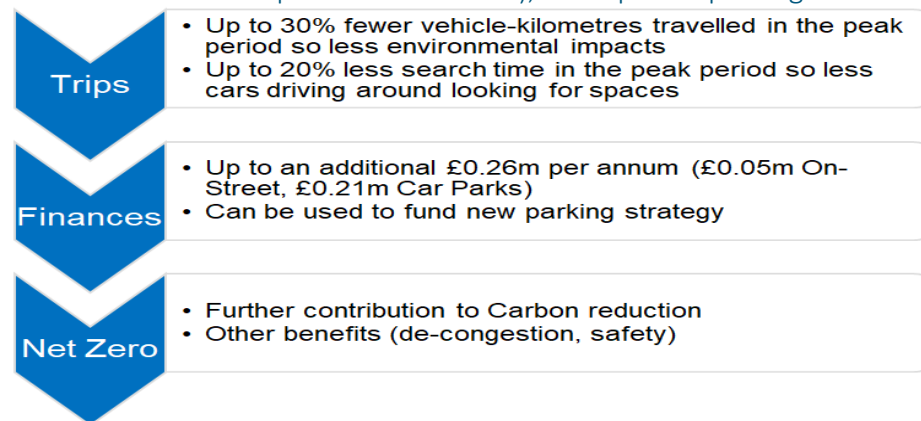 Trips
• Up to 30% fewer vehicle-kilometres travelled in the peak
period so less environmental impacts
• Up to 20% less search time in the peak period so less
cars driving around looking for spaces
Finances
• Up to an additional £0.26m per annum (£0.05m On-
Street, £0.21m Car Parks)
• Can be used to fund new parking strategy
Net Zero
• Further contribution to Carbon reduction
• Other benefits (de-congestion, safety)